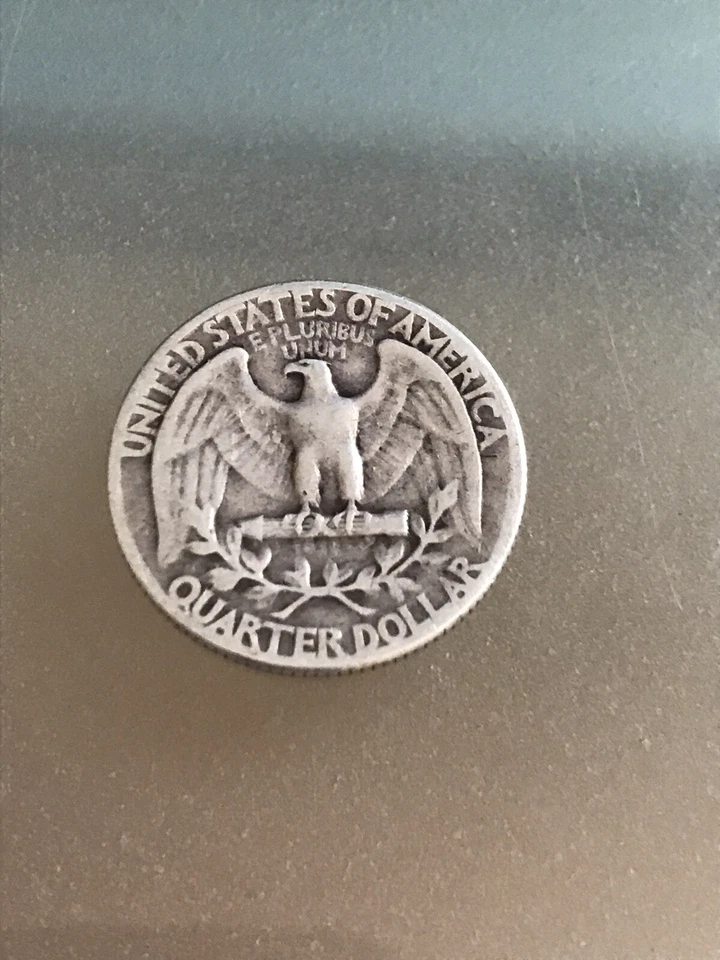 UNITED STATES OF AMERICA
E PLURIBUS
UNUM
QUARTER DOLLAR